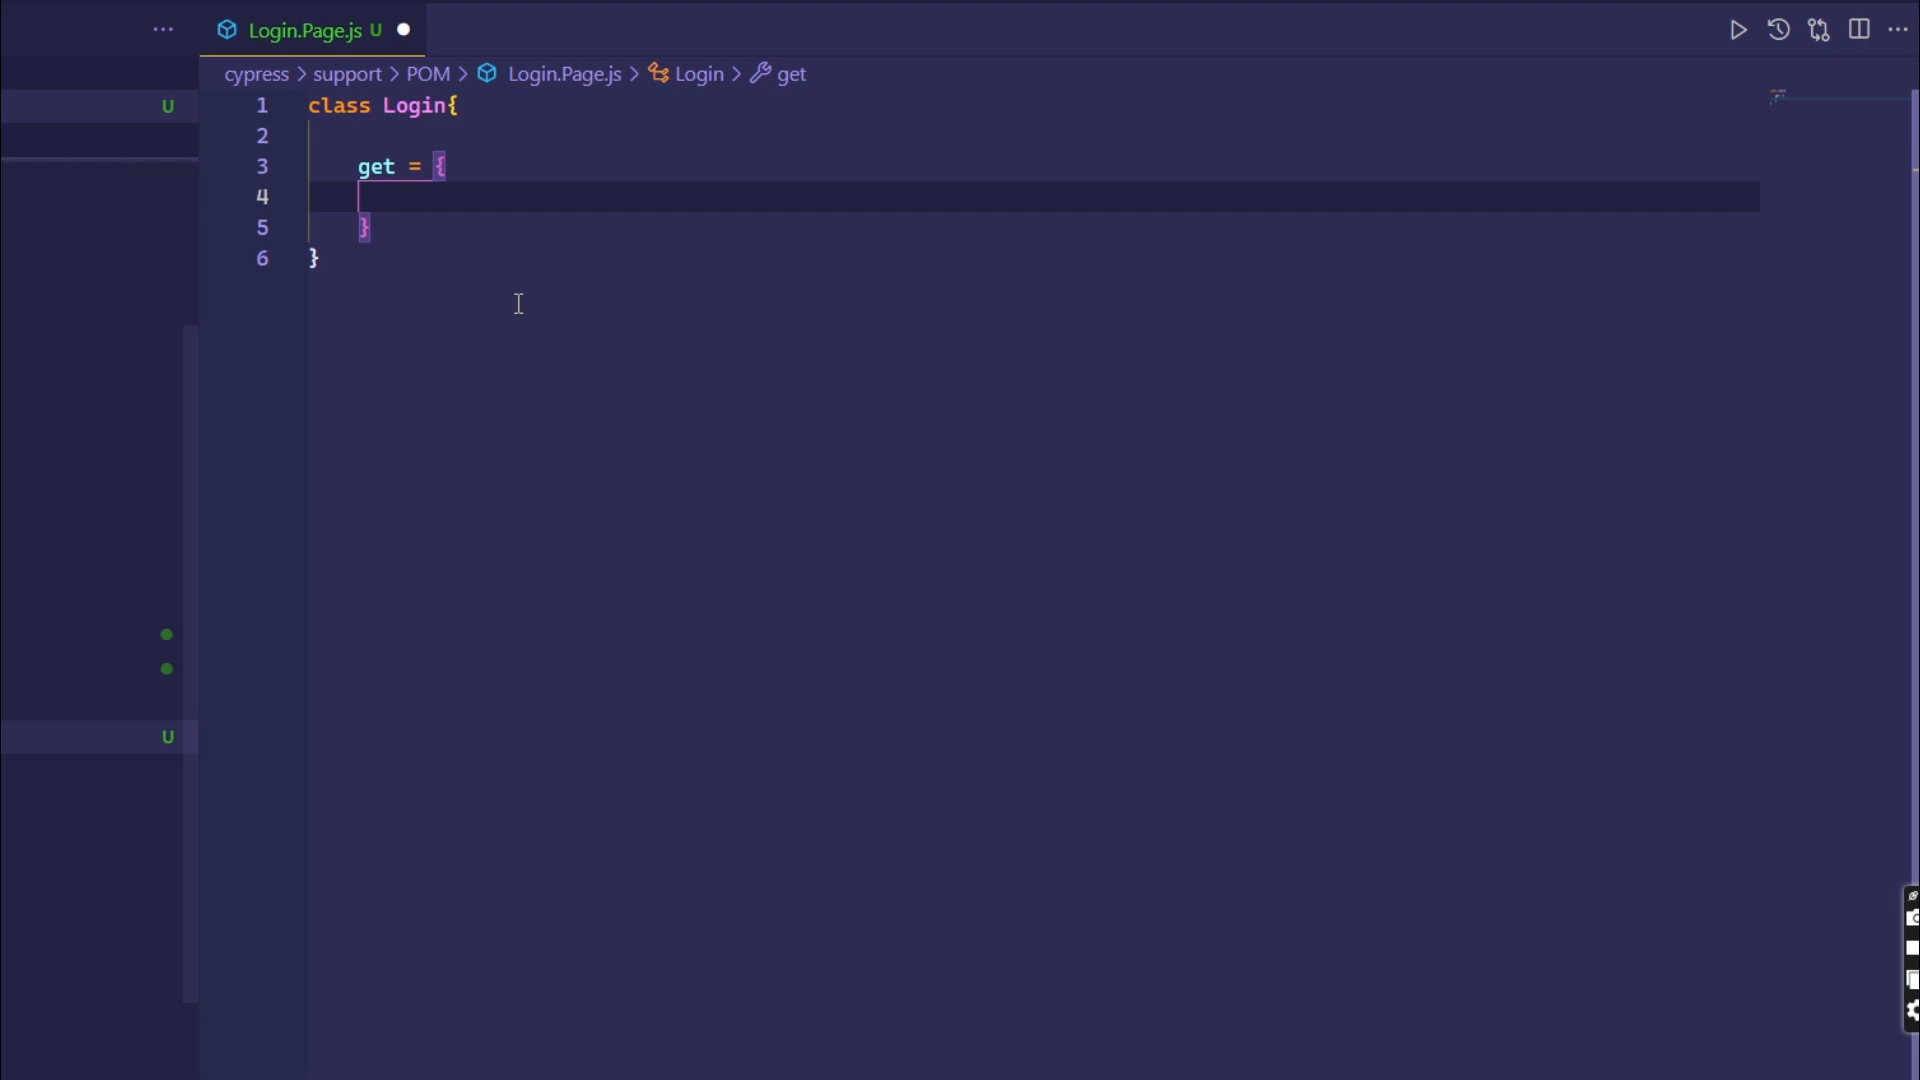 Login.Page.js U
cypress > support > POM > Login.Page.js > Login > get
U
1 class Login{
2
3 get = {
4
5 }
6 }
U